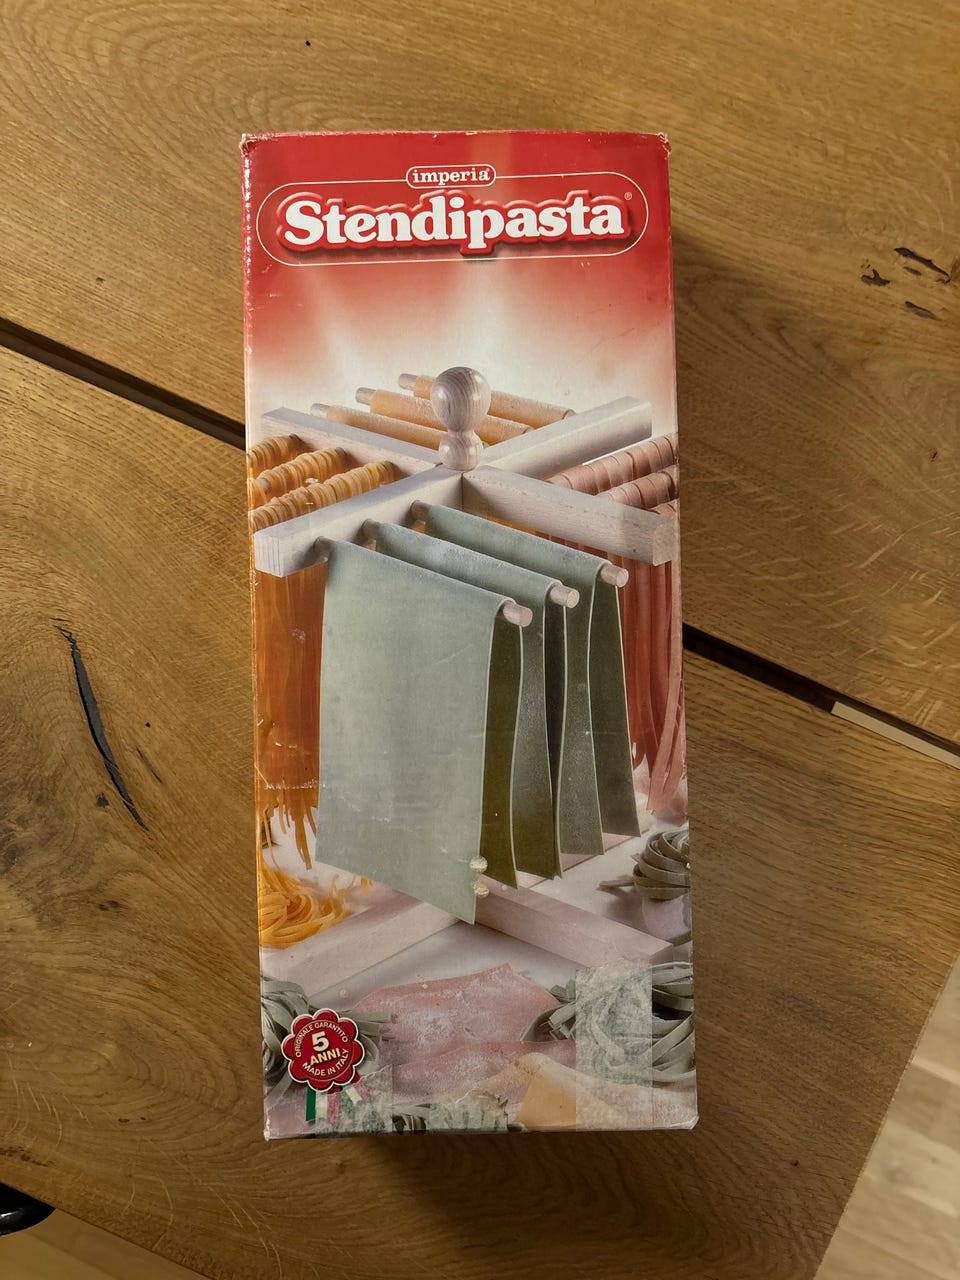 imperia
Stendipasta®
ORIGINALE GARANTITO
5
ANNI
MADE IN ITALY